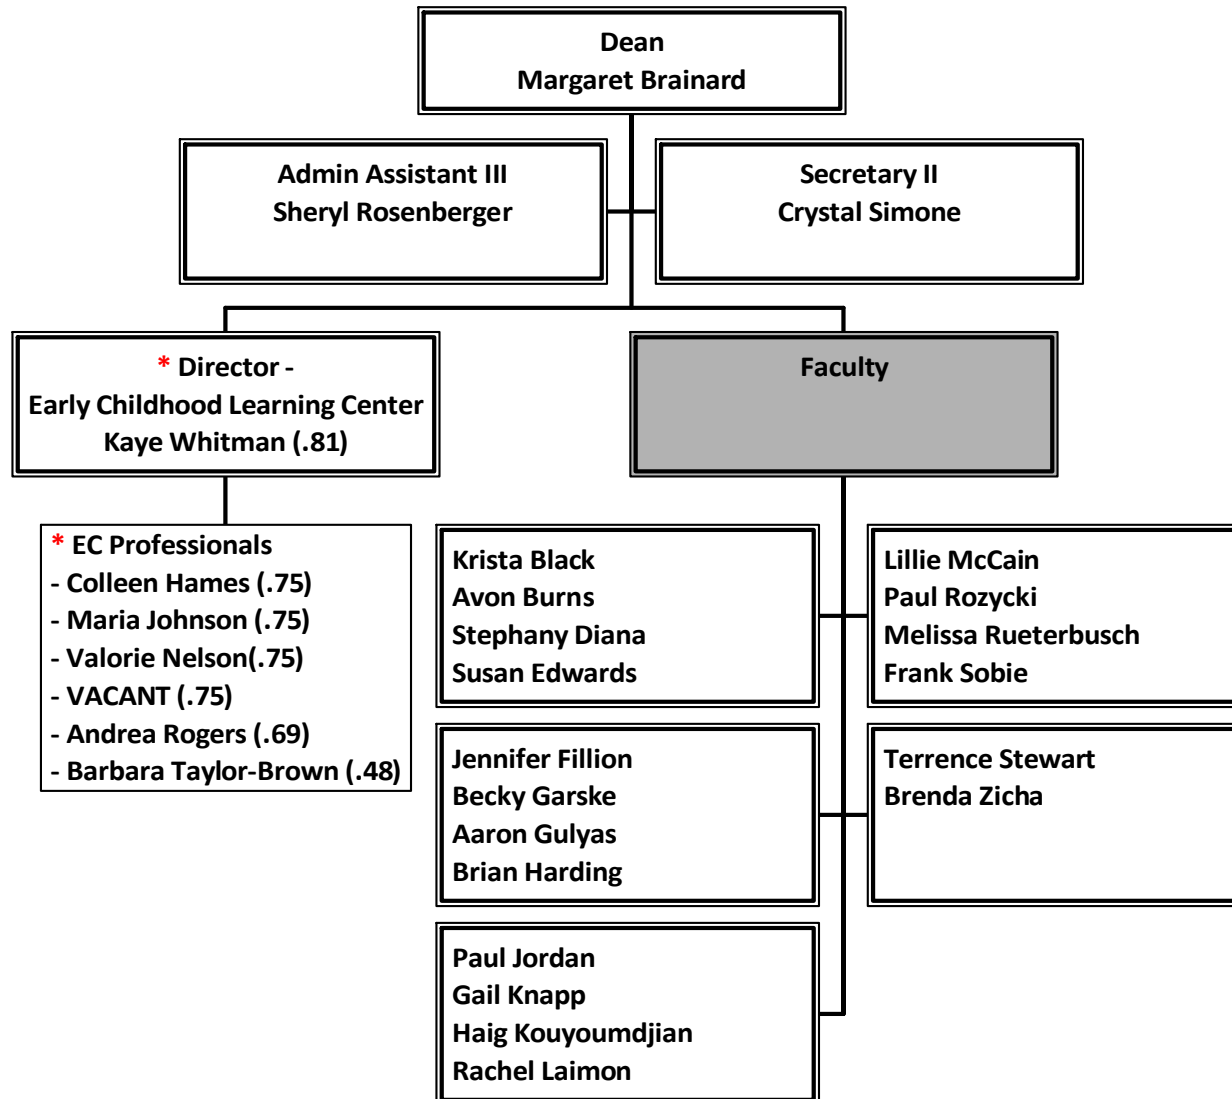 Dean
Margaret Brainard
Admin Assistant III
Sheryl Rosenberger
Secretary II
Crystal Simone
* Director -
Early Childhood Learning Center
Kaye Whitman (.81)
Faculty
* EC Professionals
- Colleen Hames (.75)
- Maria Johnson (.75)
- Valorie Nelson(.75)
- VACANT (.75)
- Andrea Rogers (.69)
- Barbara Taylor-Brown (.48)
Krista Black
Avon Burns
Stephany Diana
Susan Edwards
Lillie McCain
Paul Rozycki
Melissa Rueterbusch
Frank Sobie
Jennifer Fillion
Becky Garske
Aaron Gulyas
Brian Harding
Terrence Stewart
Brenda Zicha
Paul Jordan
Gail Knapp
Haig Kouyoumdjian
Rachel Laimon